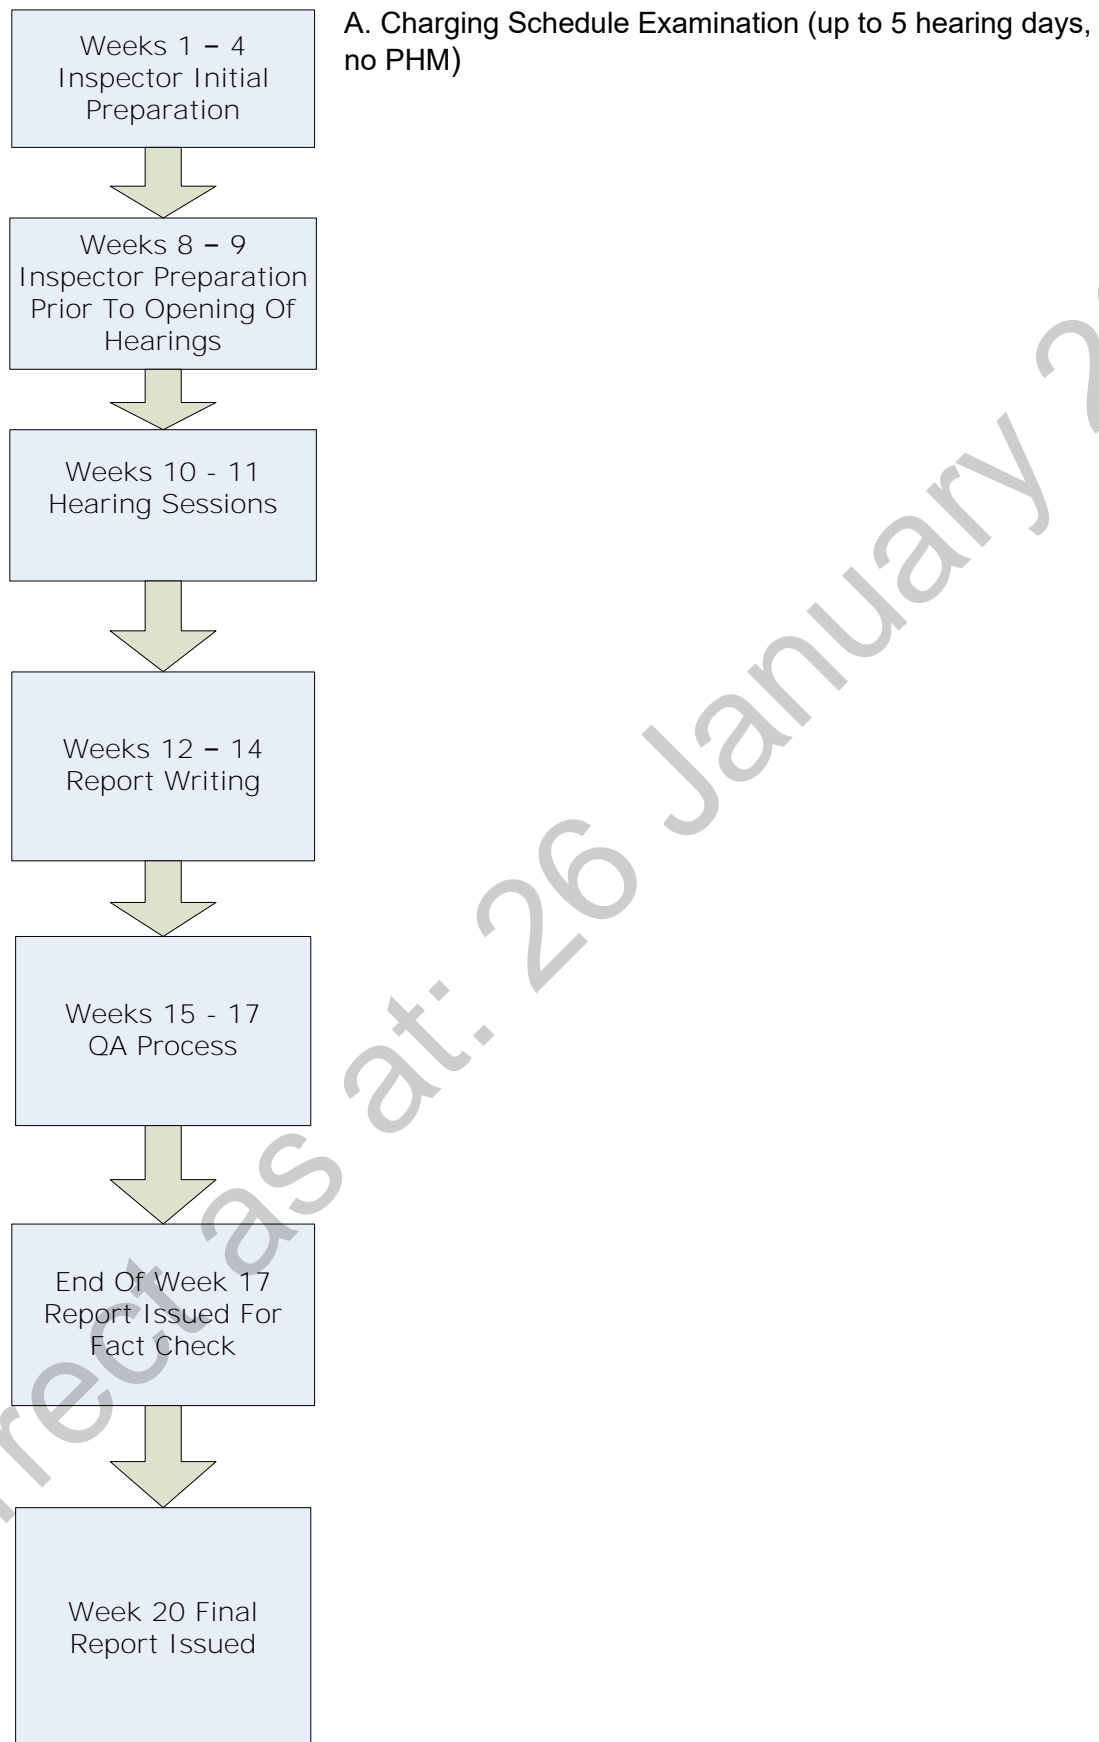 A. Charging Schedule Examination (up to 5 hearing days,
no PHM)
Weeks 1 – 4
Inspector Initial
Preparation
Weeks 8 – 9
Inspector Preparation
Prior To Opening Of
Hearings
Weeks 10 - 11
Hearing Sessions
Weeks 12 – 14
Report Writing
Weeks 15 - 17
QA Process
End Of Week 17
Report Issued For
Fact Check
Week 20 Final
Report Issued
as at: 26 January